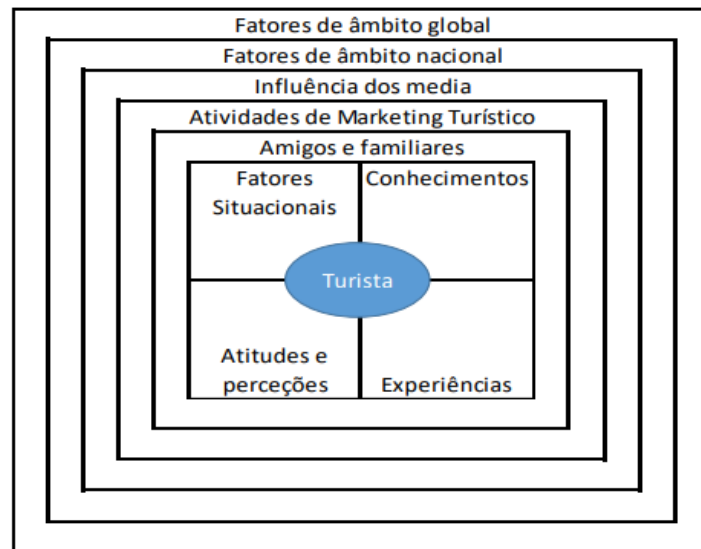 Fatores de âmbito global
Fatores de âmbito nacional
Influência dos media
Atividades de Marketing Turístico
Amigos e familiares
Fatores
Situacionais
Conhecimentos
Turista
Atitudes e
perceções
Experiências